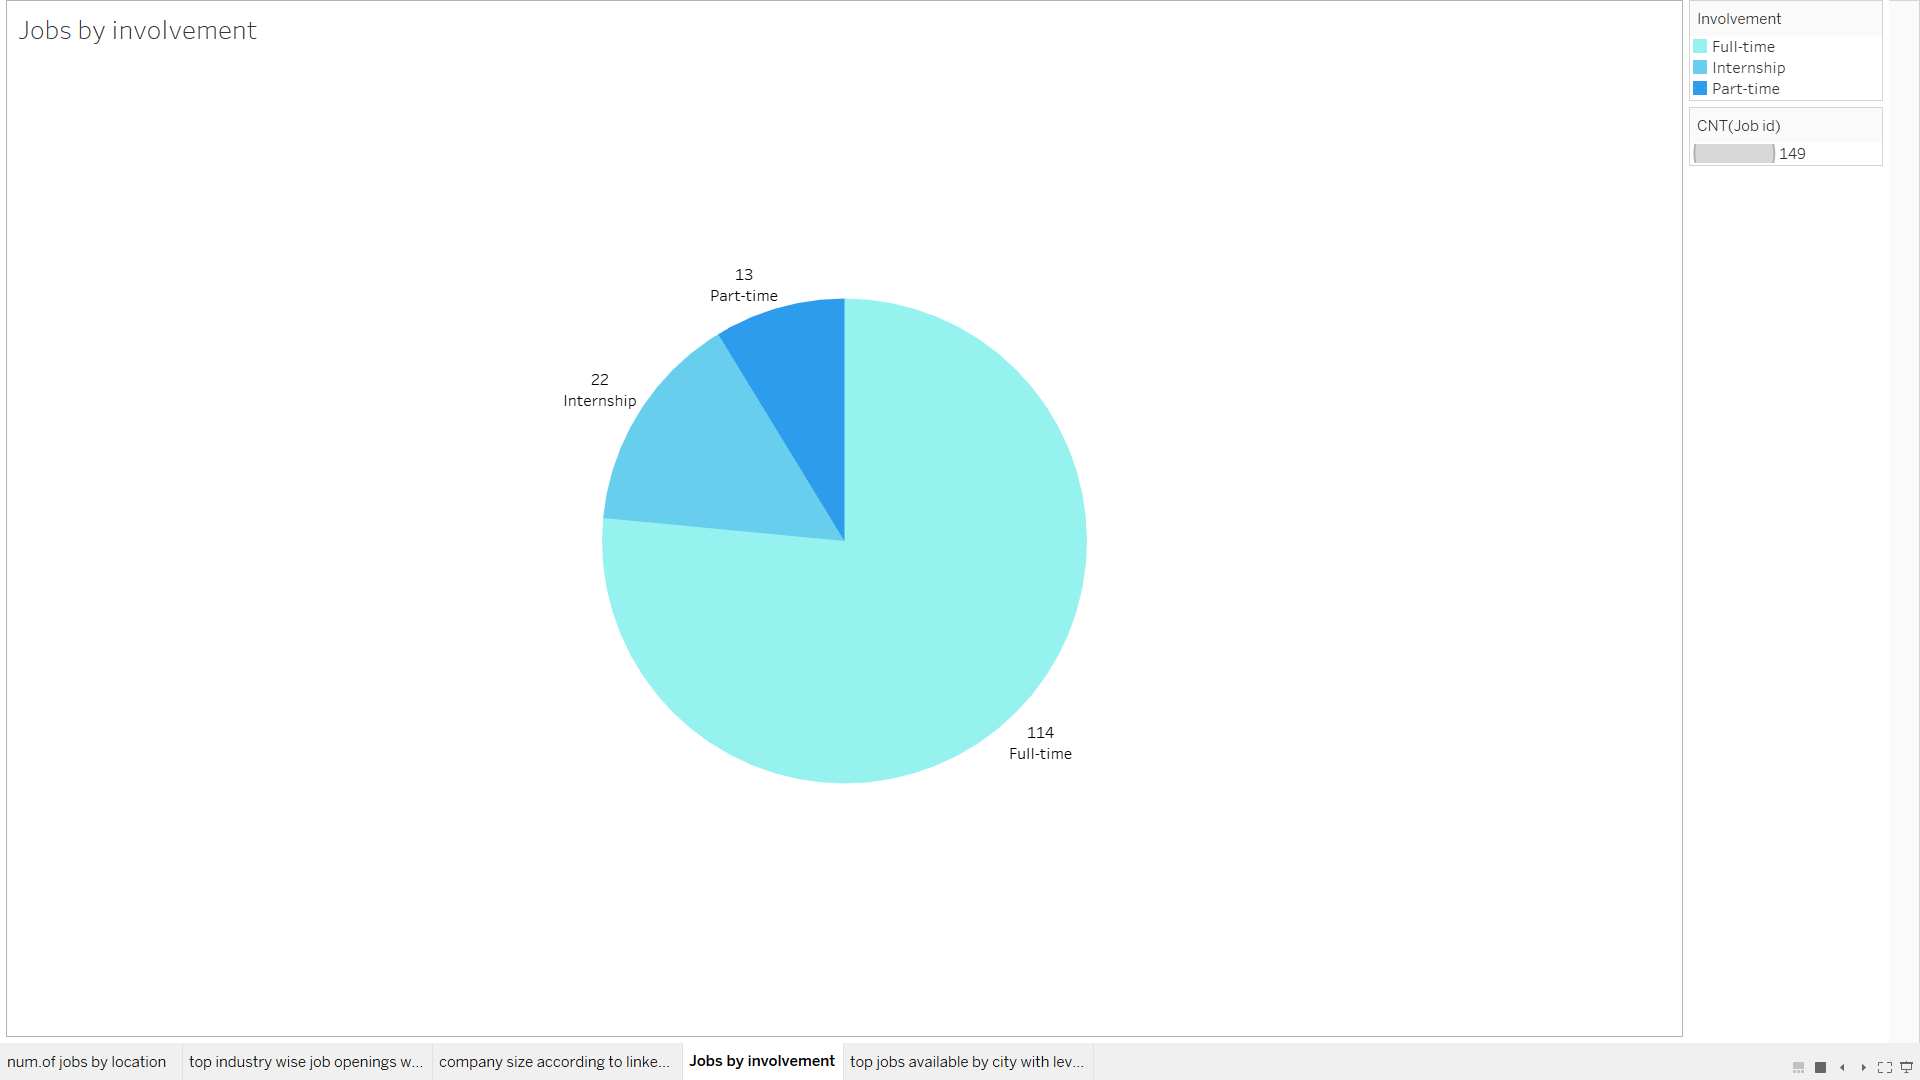 Jobs by involvement
Involvement
Full-time
Internship
Part-time
CNT(Job id)
149
13
Part-time
22
Internship
114
Full-time
num.of jobs by location
top industry wise job openings w...
company size according to linke...
Jobs by involvement
top jobs available by city with lev...